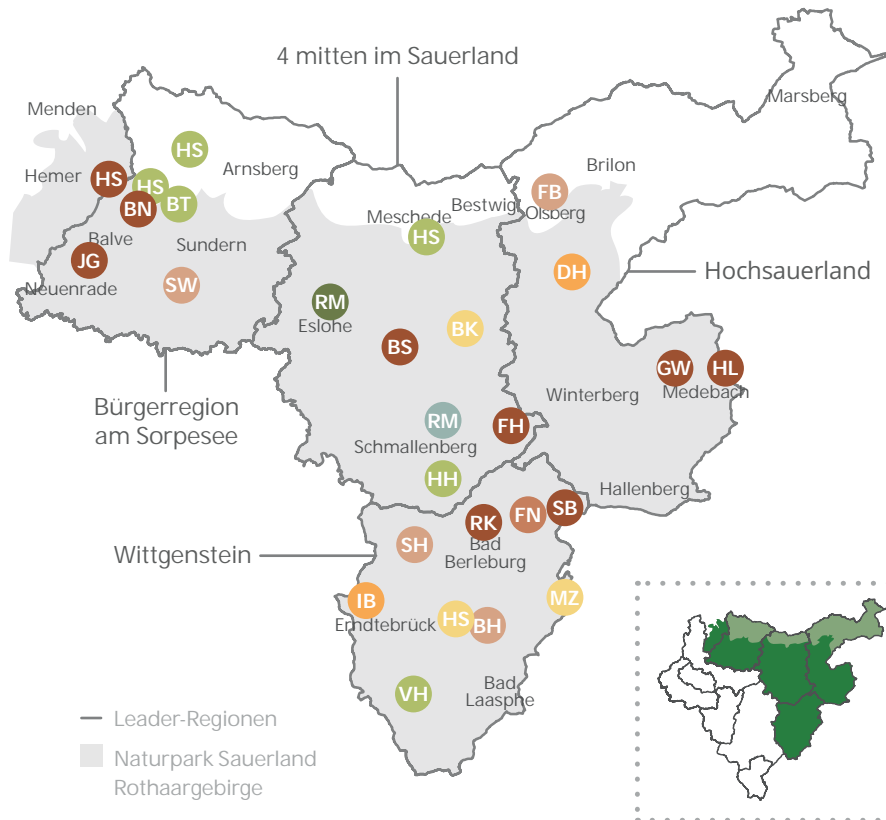 4 mitten im Sauerland
Marsberg
Menden
HS
Arnsberg
Brilon
Hemer
HS
HS
FB
BT
BN
Bestwig
Olsberg
Meschede
HS
Balve
Sundern
JG
DH
Hochsauerland
Neuenrade
SW
RM
Eslohe
BK
BS
GW
HL
Winterberg
Medebach
Bürgerregion
am Sorpesee
RM
FH
Schmallenberg
HH
Hallenberg
SB
FN
RK
Wittgenstein
SH
Bad
Berleburg
IB
MZ
Erndtebrück
HS
BH
VH
Bad
Laasphe
Leader-Regionen
Naturpark Sauerland
Rothaargebirge